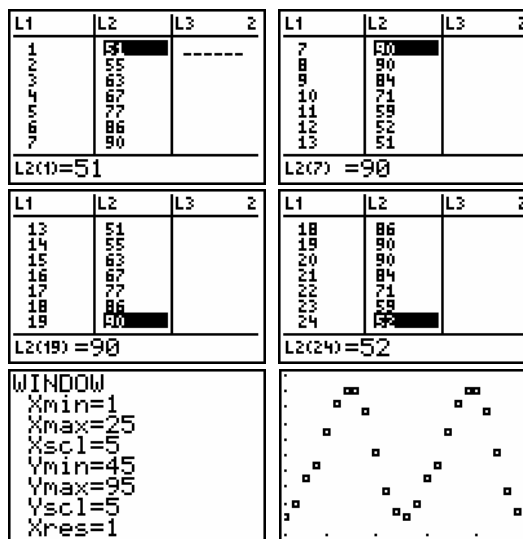 L1 L2 L3 2
1 51 ------
2 55
3 63
4 67
5 77
6 86
7 90
L2(1)=51
L1 L2 L3 2
7 90
8 90
9 84
10 71
11 59
12 52
13 51
L2(7) =90
L1 L2 L3 2
13 51
14 55
15 63
16 67
17 77
18 86
19 90
L2(19)=90
L1 L2 L3 2
18 86
19 90
20 90
21 84
22 71
23 59
24 52
L2(24)=52
WINDOW
Xmin=1
Xmax=25
Xscl=5
Ymin=45
Ymax=95
Yscl=5
Xres=1